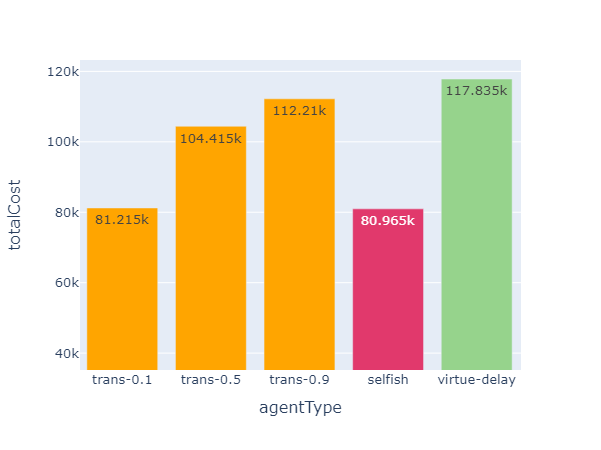 totalCost
120k
100k
80k
60k
40k
81.215k
104.415k
112.21k
80.965k
117.835k
trans-0.1 trans-0.5 trans-0.9 selfish virtue-delay
agentType